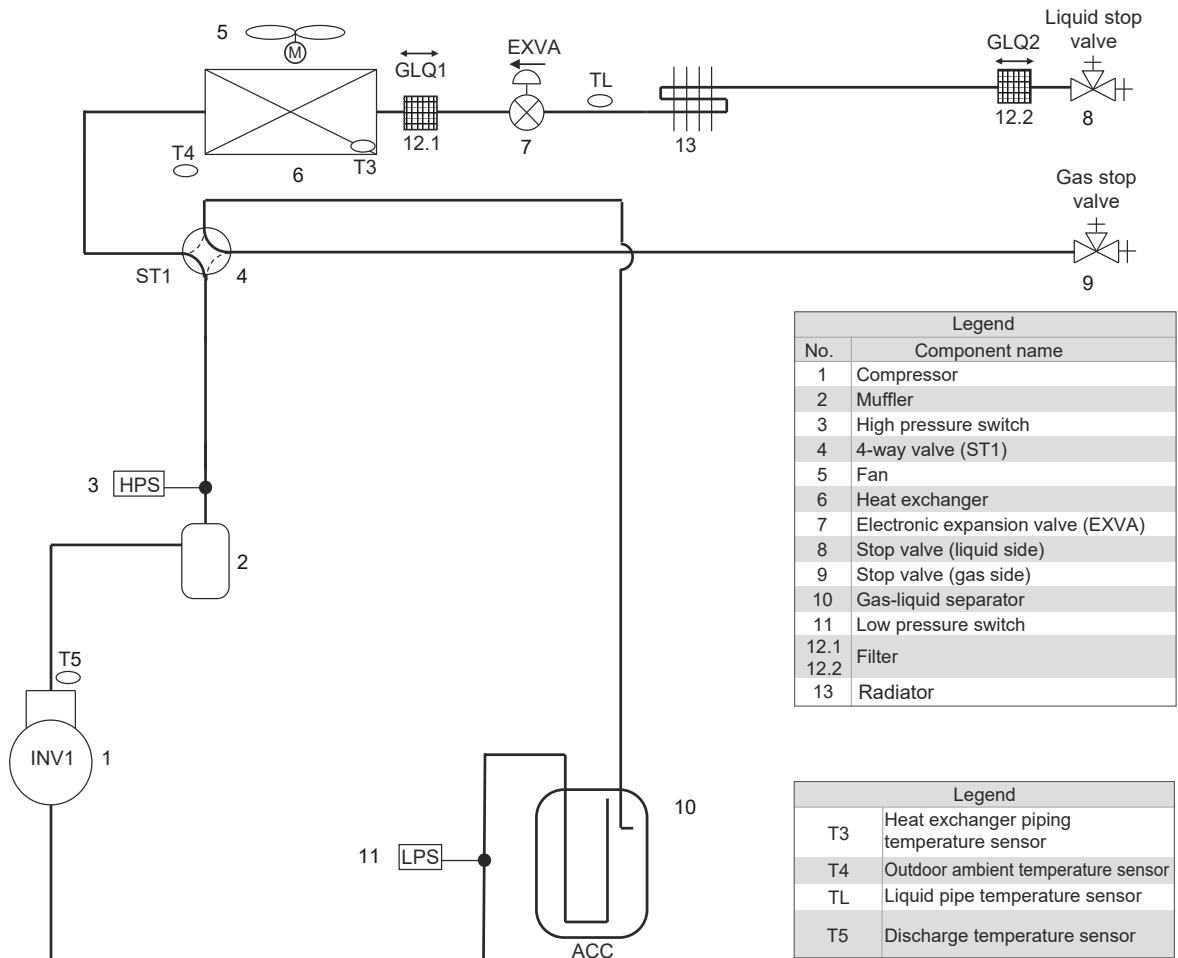 5
M
EXVA
GLQ1
TL
GLQ2
Liquid stop
valve
12.1
7
13
12.2
8
T4
T3
6
Gas stop
valve
ST1
4
9
3 HPS
2
T5
INV1 1
10
11 LPS
ACC
Legend
No. Component name
1 Compressor
2 Muffler
3 High pressure switch
4 4-way valve (ST1)
5 Fan
6 Heat exchanger
7 Electronic expansion valve (EXVA)
8 Stop valve (liquid side)
9 Stop valve (gas side)
10 Gas-liquid separator
11 Low pressure switch
12.1
12.2 Filter
13 Radiator
Legend
T3 Heat exchanger piping
temperature sensor
T4 Outdoor ambient temperature sensor
TL Liquid pipe temperature sensor
T5 Discharge temperature sensor